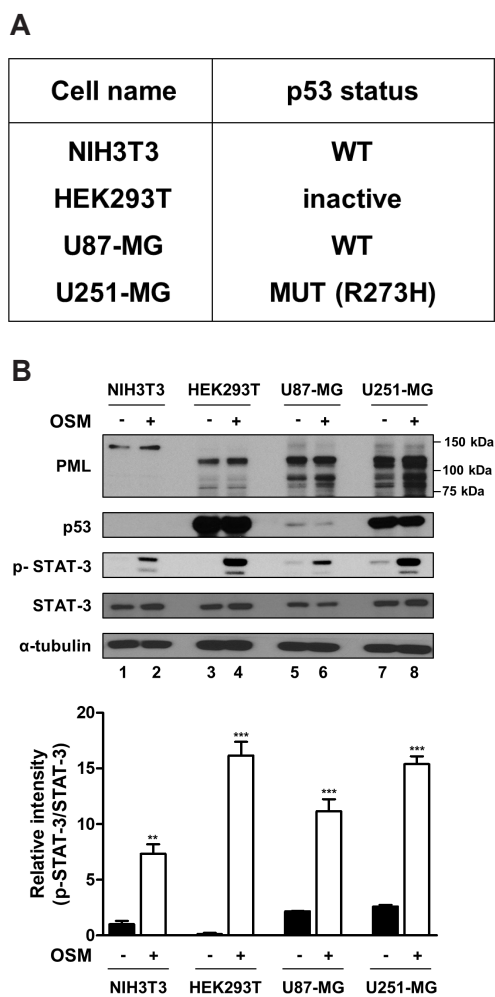 A
Cell name p53 status
NIH3T3 WT
HEK293T inactive
U87-MG WT
U251-MG MUT (R273H)
B
NIH3T3 HEK293T U87-MG U251-MG
OSM - + - + - + - +
PML
150 kDa
100 kDa
75 kDa
p53
p- STAT-3
STAT-3
α-tubulin
1 2 3 4 5 6 7 8
Relative intensity
(p-STAT-3/STAT-3)
20
15
10
5
0
** *** *** ***
OSM - + - + - + - +
NIH3T3 HEK293T U87-MG U251-MG